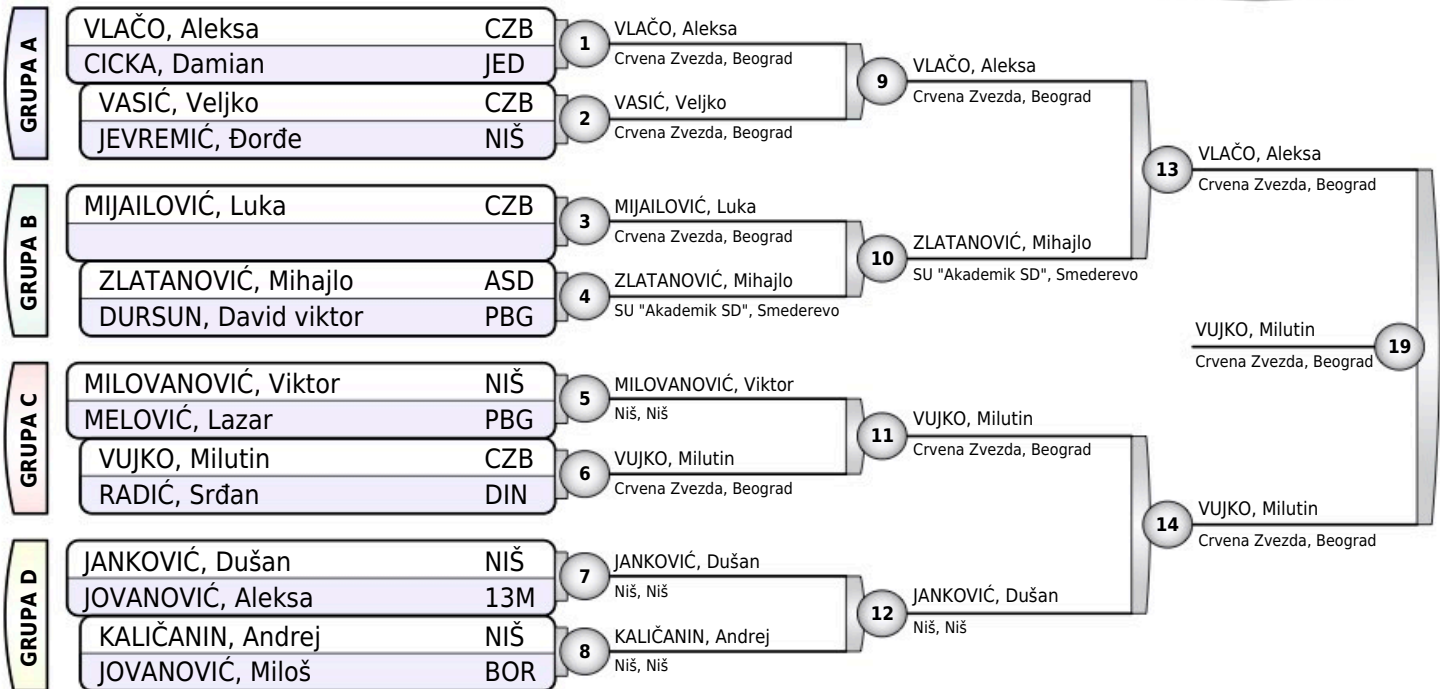 GRUPA A
VLAČO, Aleksa CZB
CICKA, Damian JED
VASIĆ, Veljko CZB
JEVREMIĆ, Đorđe NIŠ
GRUPA B
MIJAILOVIĆ, Luka CZB
ZLATANOVIĆ, Mihajlo ASD
DURSUN, David viktor PBG
GRUPA C
MILOVANOVIĆ, Viktor NIŠ
MELOVIĆ, Lazar PBG
VUJKO, Milutin CZB
RADIĆ, Srđan DIN
GRUPA D
JANKOVIĆ, Dušan NIŠ
JOVANOVIĆ, Aleksa 13M
KALIČANIN, Andrej NIŠ
JOVANOVIĆ, Miloš BOR
1
VLAČO, Aleksa
Crvena Zvezda, Beograd
2
VASIĆ, Veljko
Crvena Zvezda, Beograd
3
MIJAILOVIĆ, Luka
Crvena Zvezda, Beograd
4
ZLATANOVIĆ, Mihajlo
SU "Akademik SD", Smederevo
5
MILOVANOVIĆ, Viktor
Niš, Niš
6
VUJKO, Milutin
Crvena Zvezda, Beograd
7
JANKOVIĆ, Dušan
Niš, Niš
8
KALIČANIN, Andrej
Niš, Niš
9
VLAČO, Aleksa
Crvena Zvezda, Beograd
10
ZLATANOVIĆ, Mihajlo
SU "Akademik SD", Smederevo
11
VUJKO, Milutin
Crvena Zvezda, Beograd
12
JANKOVIĆ, Dušan
Niš, Niš
13
VLAČO, Aleksa
Crvena Zvezda, Beograd
14
VUJKO, Milutin
Crvena Zvezda, Beograd
VUJKO, Milutin
Crvena Zvezda, Beograd
19